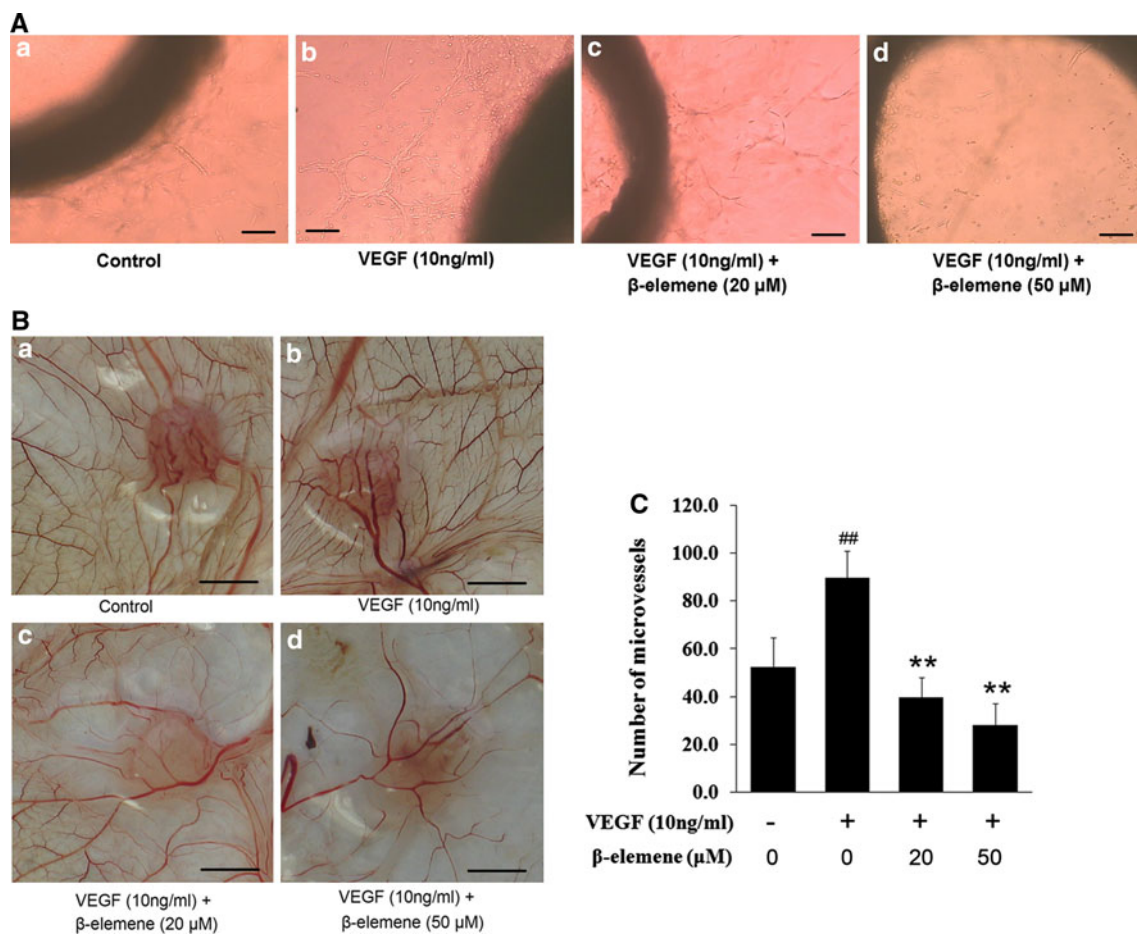 A
a
b
c
d
Control
VEGF (10ng/ml)
VEGF (10ng/ml) +
β-elemene (20 μM)
VEGF (10ng/ml) +
β-elemene (50 μM)
B
a
b
Control
VEGF (10ng/ml)
c
d
VEGF (10ng/ml) +
β-elemene (20 μM)
VEGF (10ng/ml) +
β-elemene (50 μM)
C
Number of microvessels
120.0
100.0
80.0
60.0
40.0
20.0
0.0
##
**
**
VEGF (10ng/ml) - + + +
β-elemene (μM) 0 0 20 50